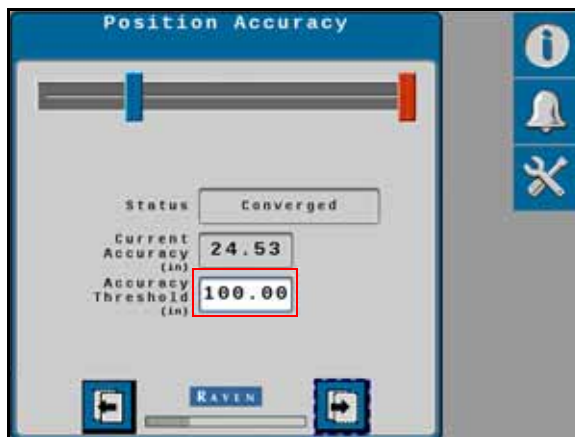 Position Accuracy
Status Converged
Current
Accuracy 24.53
(in)
Accuracy
Threshold 100.00
(in)
RAVEN